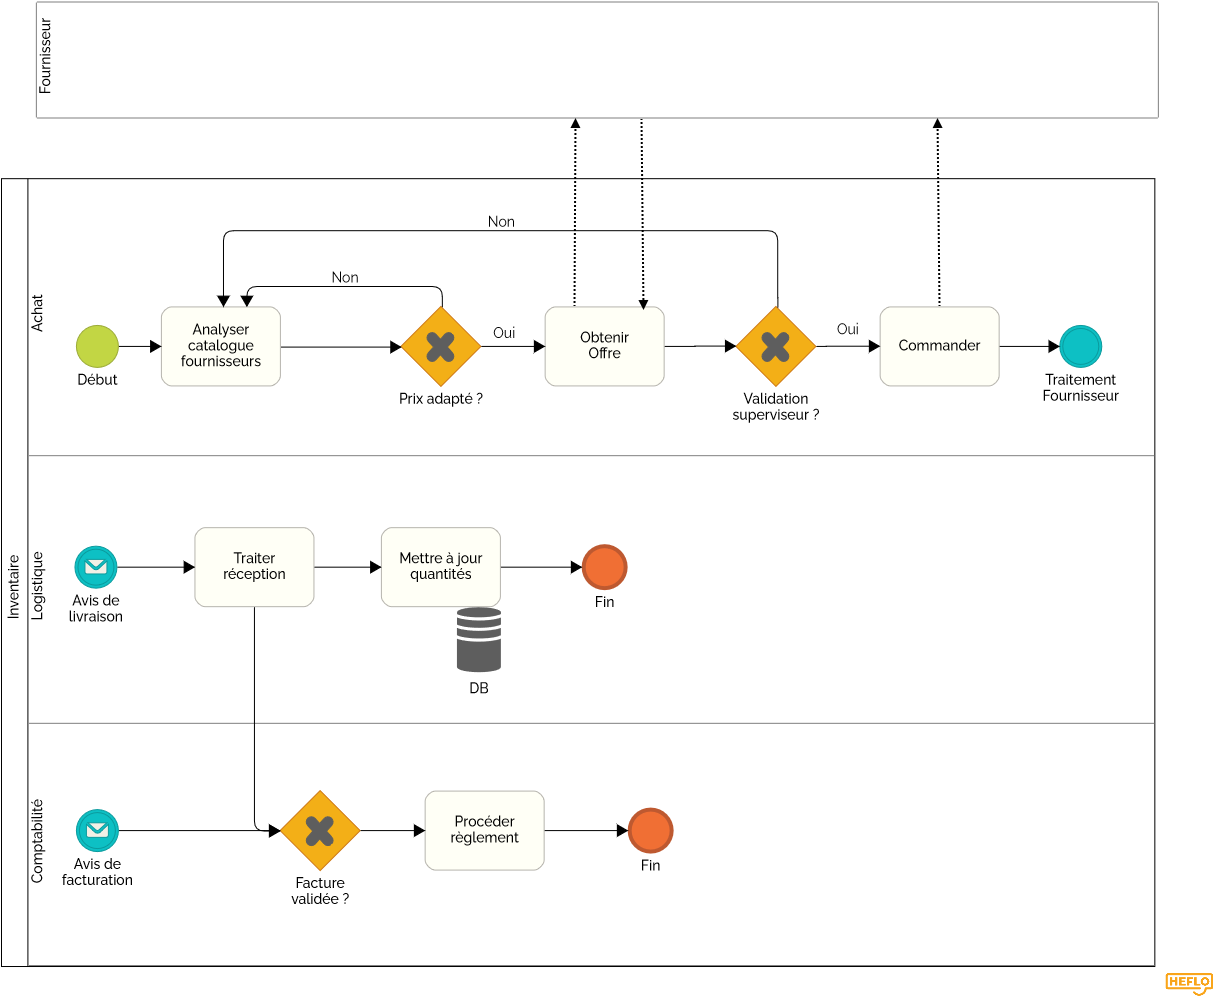 Fournisseur
Inventaire
Achat
Non
Non
Début
Analyser
catalogue
fournisseurs
Prix adapté ?
Oui
Obtenir
Offre
Validation
superviseur ?
Oui
Commander
Traitement
Fournisseur
Logistique
Avis de
livraison
Traiter
réception
Mettre à jour
quantités
DB
Fin
Comptabilité
Avis de
facturation
Facture
validée ?
Procéder
règlement
Fin
HEFLO